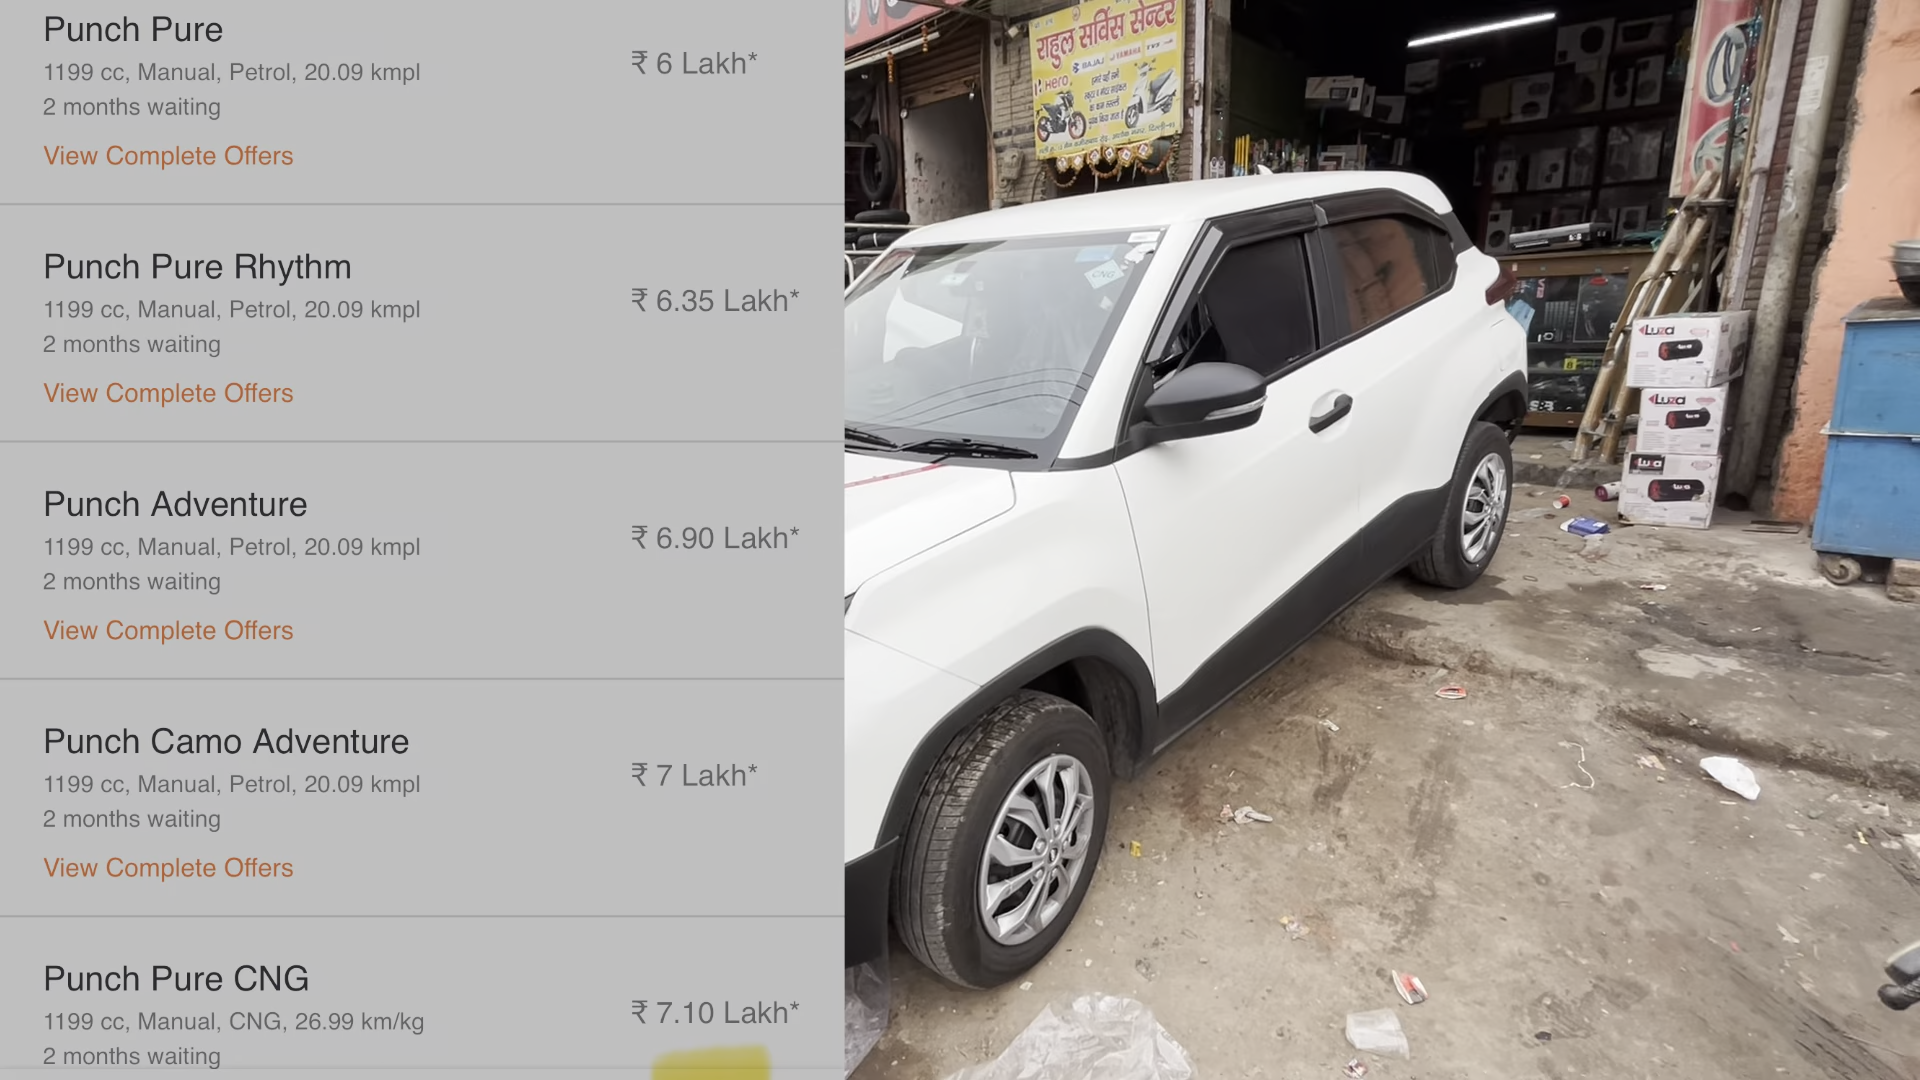 Punch Pure
1199 cc, Manual, Petrol, 20.09 kmpl
2 months waiting
₹ 6 Lakh*
View Complete Offers
Punch Pure Rhythm
1199 cc, Manual, Petrol, 20.09 kmpl
2 months waiting
₹ 6.35 Lakh*
View Complete Offers
Punch Adventure
1199 cc, Manual, Petrol, 20.09 kmpl
2 months waiting
₹ 6.90 Lakh*
View Complete Offers
Punch Camo Adventure
1199 cc, Manual, Petrol, 20.09 kmpl
2 months waiting
₹ 7 Lakh*
View Complete Offers
Punch Pure CNG
1199 cc, Manual, CNG, 26.99 km/kg
2 months waiting
₹ 7.10 Lakh*
राहुल सर्विस सेन्टर
BAJAJ
YAMAHA
Hero
CNG
Luza
Luza
Luza